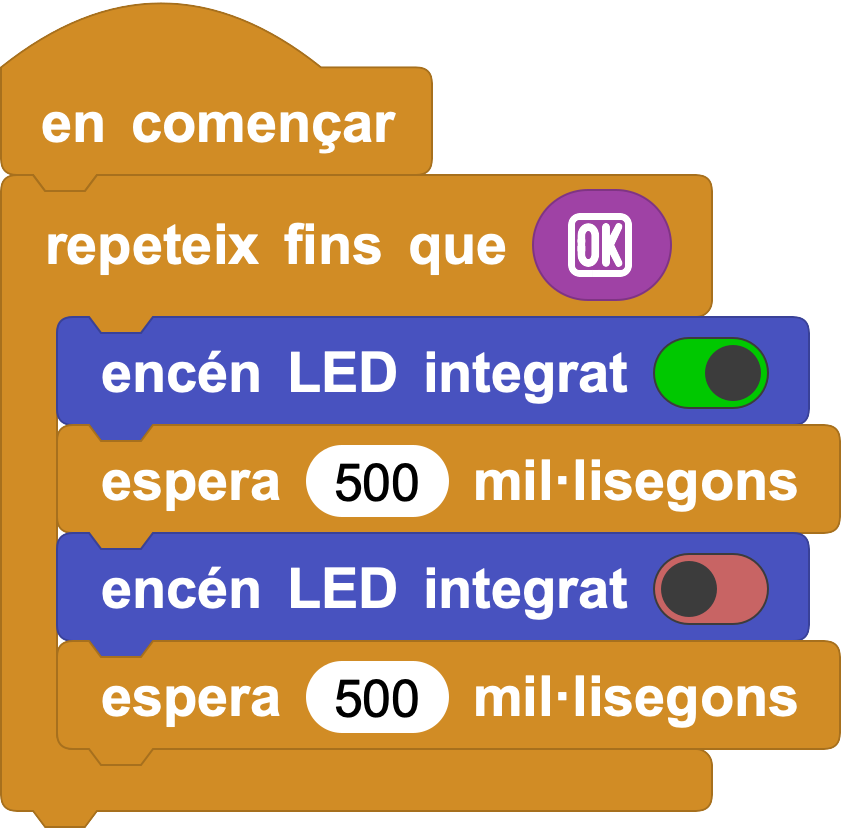 en començar
repeteix fins que OK
encén LED integrat
espera 500 mil·lisegons
encén LED integrat
espera 500 mil·lisegons